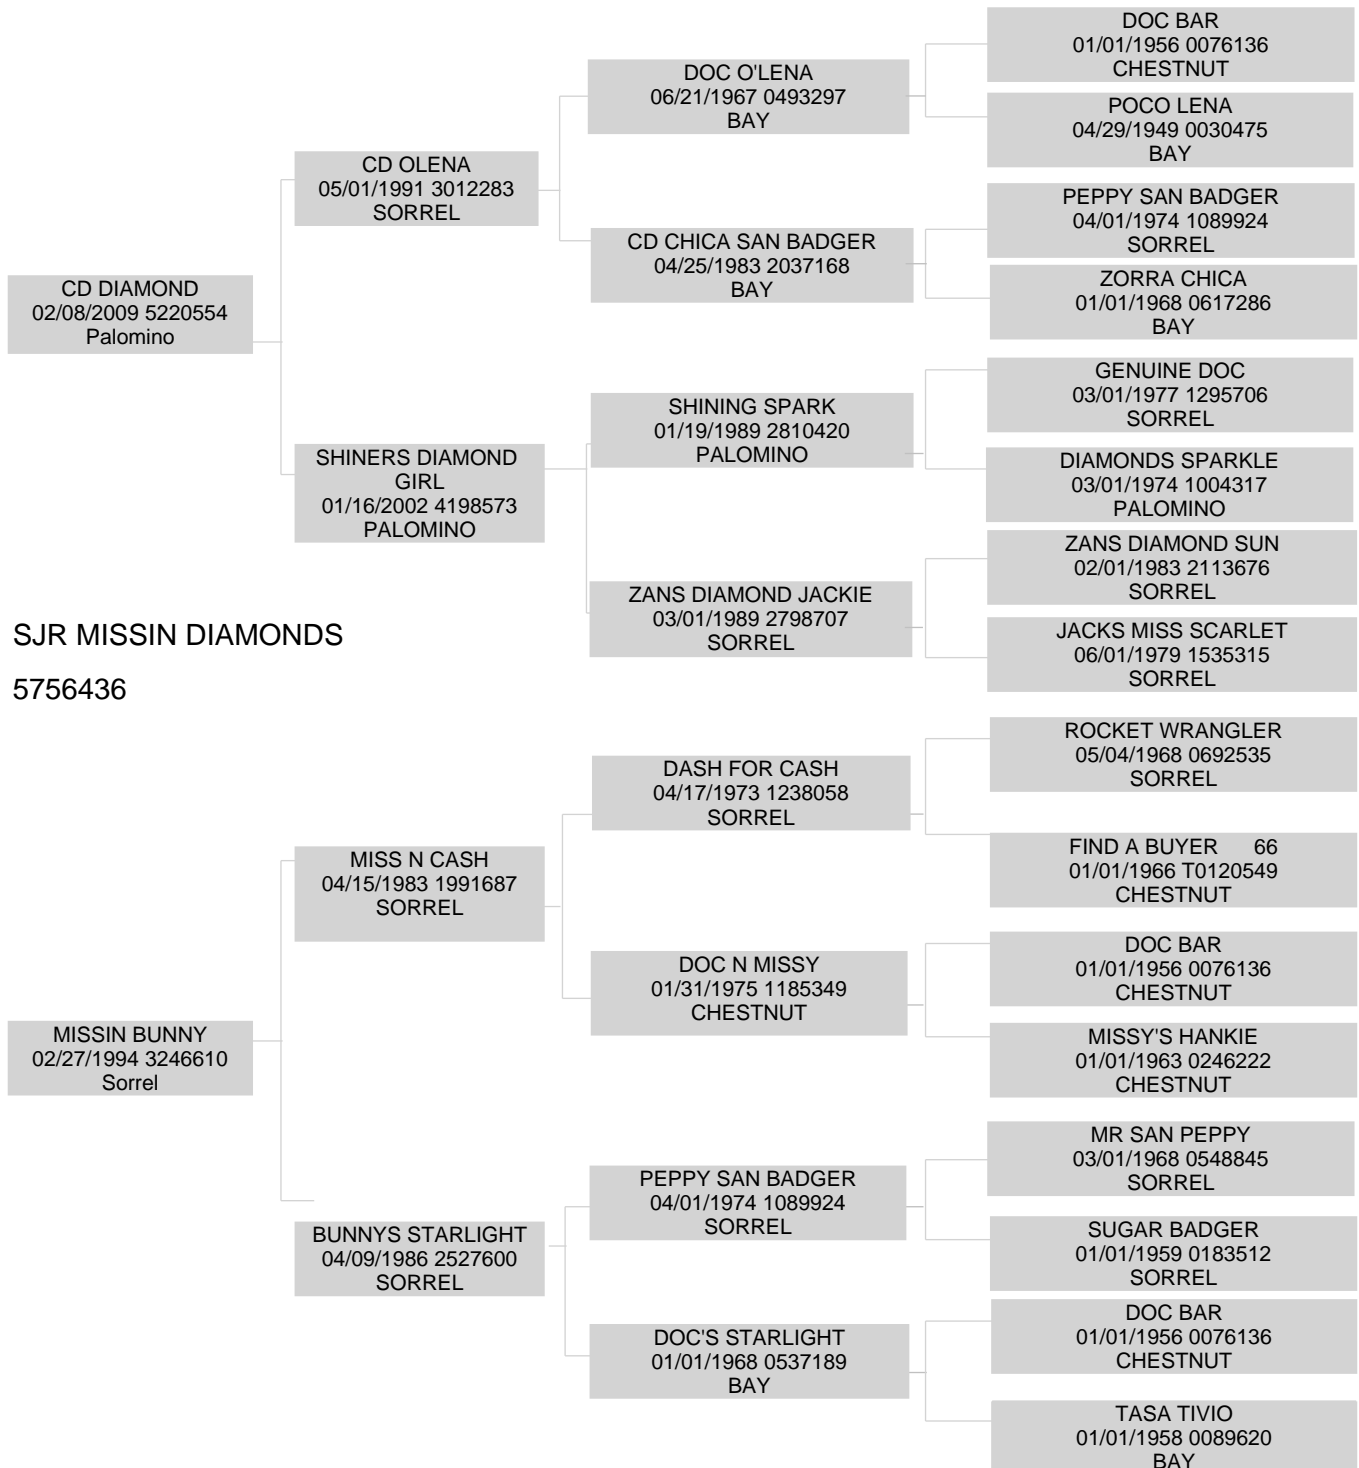 DOC BAR
01/01/1956 0076136
CHESTNUT
DOC O'LENA
06/21/1967 0493297
BAY
POCO LENA
04/29/1949 0030475
BAY
CD OLENA
05/01/1991 3012283
SORREL
PEPPY SAN BADGER
04/01/1974 1089924
SORREL
CD CHICA SAN BADGER
04/25/1983 2037168
BAY
ZORRA CHICA
01/01/1968 0617286
BAY
CD DIAMOND
02/08/2009 5220554
Palomino
GENUINE DOC
03/01/1977 1295706
SORREL
SHINING SPARK
01/19/1989 2810420
PALOMINO
DIAMONDS SPARKLE
03/01/1974 1004317
PALOMINO
SHINERS DIAMOND
GIRL
01/16/2002 4198573
PALOMINO
ZANS DIAMOND SUN
02/01/1983 2113676
SORREL
ZANS DIAMOND JACKIE
03/01/1989 2798707
SORREL
JACKS MISS SCARLET
06/01/1979 1535315
SORREL
SJR MISSIN DIAMONDS
5756436
ROCKET WRANGLER
05/04/1968 0692535
SORREL
DASH FOR CASH
04/17/1973 1238058
SORREL
FIND A BUYER 66
01/01/1966 T0120549
CHESTNUT
MISS N CASH
04/15/1983 1991687
SORREL
DOC BAR
01/01/1956 0076136
CHESTNUT
DOC N MISSY
01/31/1975 1185349
CHESTNUT
MISSY'S HANKIE
01/01/1963 0246222
CHESTNUT
MISSIN BUNNY
02/27/1994 3246610
Sorrel
MR SAN PEPPY
03/01/1968 0548845
SORREL
PEPPY SAN BADGER
04/01/1974 1089924
SORREL
SUGAR BADGER
01/01/1959 0183512
SORREL
BUNNYS STARLIGHT
04/09/1986 2527600
SORREL
DOC BAR
01/01/1956 0076136
CHESTNUT
DOC'S STARLIGHT
01/01/1968 0537189
BAY
TASA TIVIO
01/01/1958 0089620
BAY